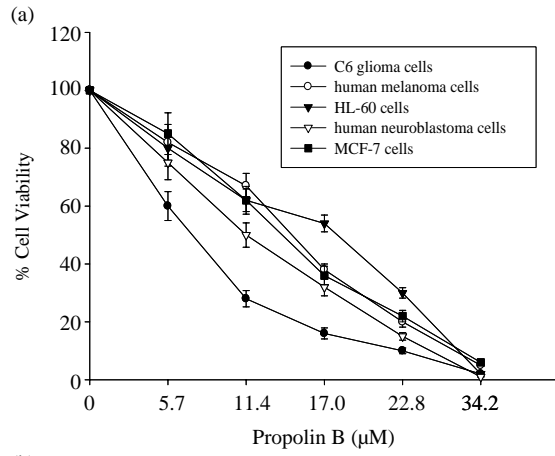 (a)
120
100
80
60
40
20
0
% Cell Viability
C6 glioma cells
human melanoma cells
HL-60 cells
human neuroblastoma cells
MCF-7 cells
0 5.7 11.4 17.0 22.8 34.2
Propolin B (μM)